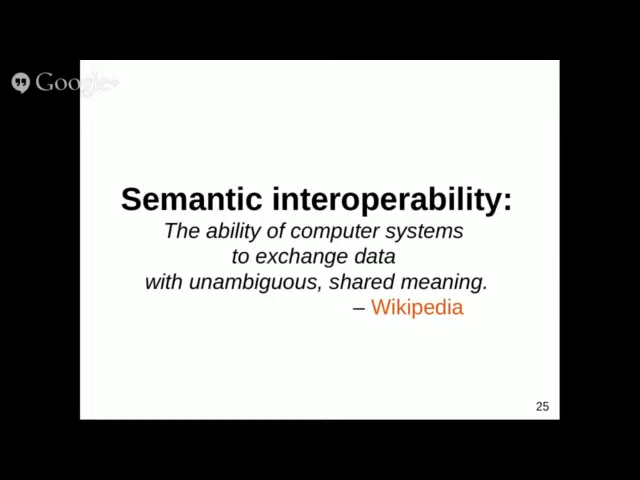 Google+
Semantic interoperability:
The ability of computer systems
to exchange data
with unambiguous, shared meaning.
– Wikipedia
25